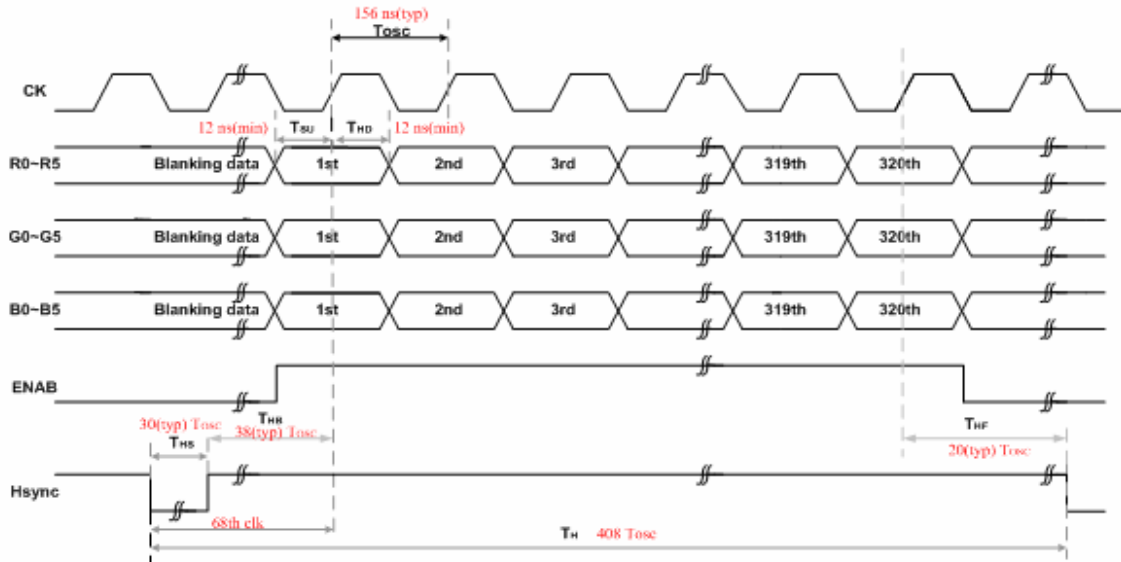 156 ns(typ)
Tosc
CK
12 ns(min) TSU THD 12 ns(min)
R0~R5 Blanking data 1st 2nd 3rd 319th 320th
G0~G5 Blanking data 1st 2nd 3rd 319th 320th
B0~B5 Blanking data 1st 2nd 3rd 319th 320th
ENAB
30(typ) Tosc THB THF
THS 38(typ) Tosc 20(typ) Tosc
Hsync
68th clk
TH 408 Tosc